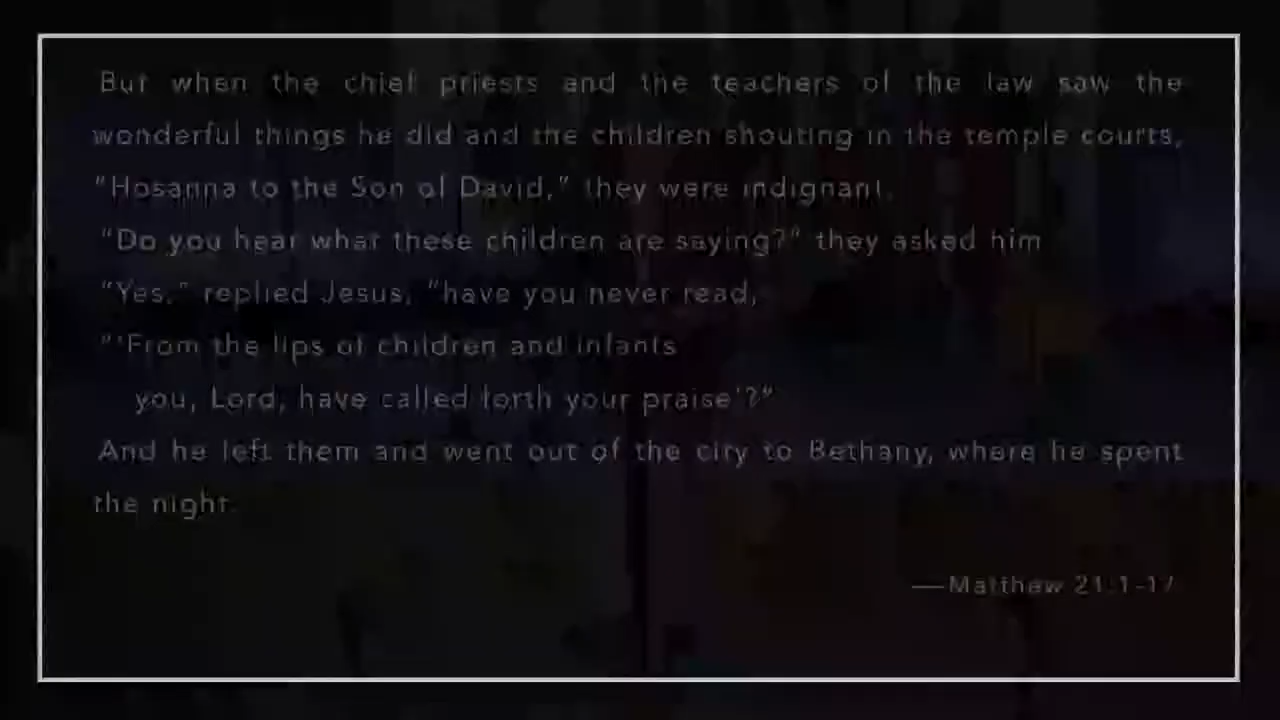 But when the chief priests and the teachers of the law saw the
wonderful things he did and the children shouting in the temple courts,
“Hosanna to the Son of David,” they were indignant.
“Do you hear what these children are saying?” they asked him
“Yes,” replied Jesus, “have you never read,
“‘From the lips of children and infants
you, Lord, have called forth your praise’?”
And he left them and went out of the city to Bethany, where he spent
the night.
—Matthew 21:1-17